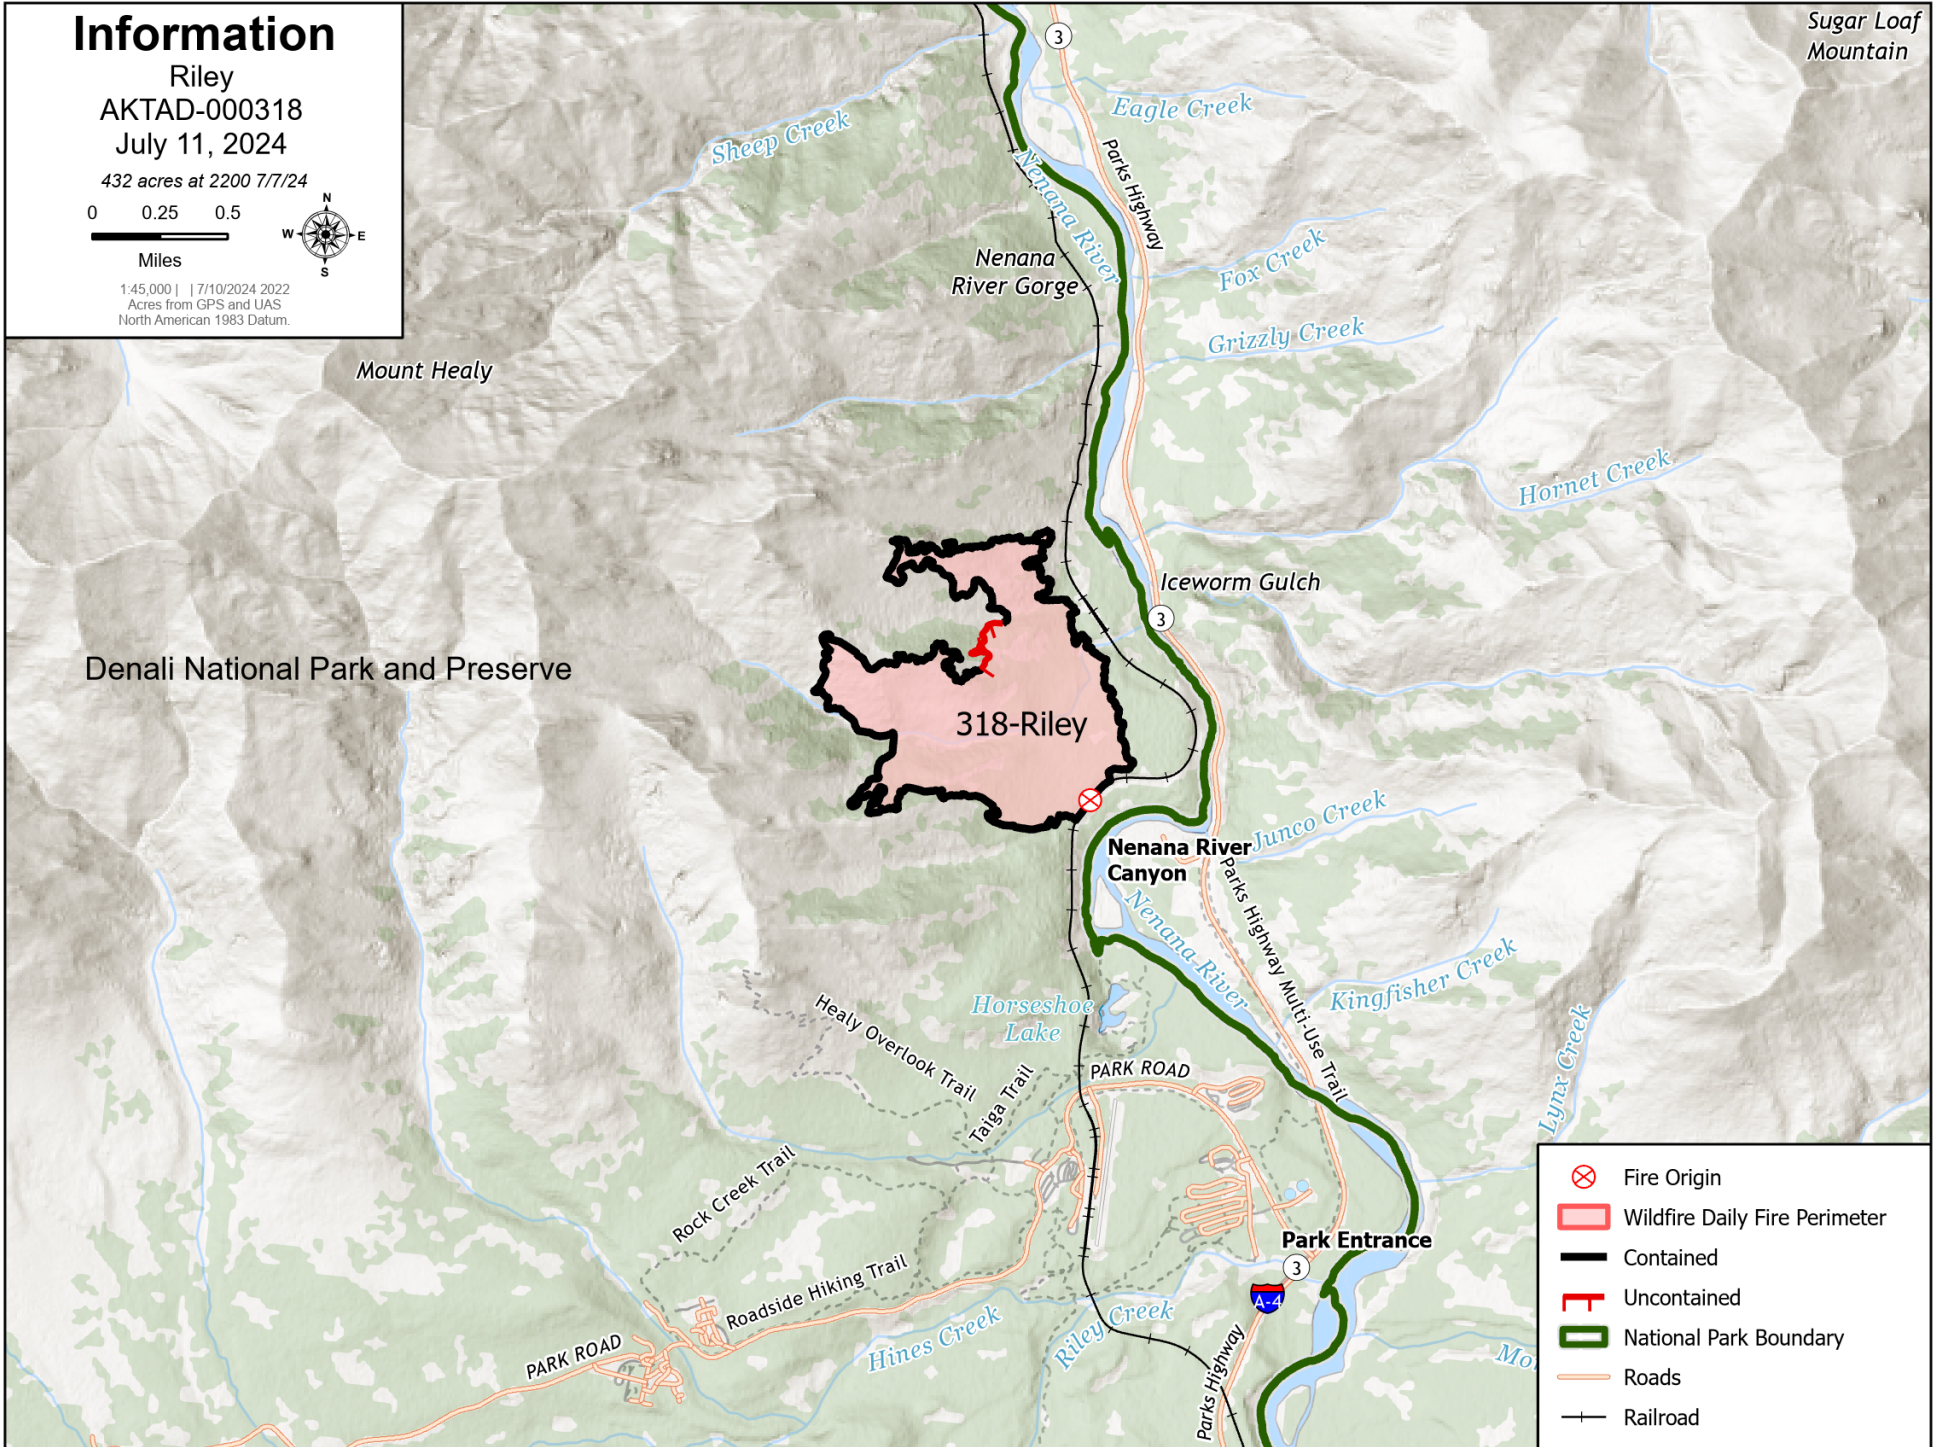 Information
Riley
AKTAD-000318
July 11, 2024
432 acres at 2200 7/7/24
0 0.25 0.5
Miles
N
W E
S
1:45,000 | | 7/10/2024 2022
Acres from GPS and UAS
North American 1983 Datum.
Sugar Loaf
Mountain
3
Eagle Creek
Sheep Creek
Parks Highway
Nenana River
Nenana
River Gorge
Fox Creek
Grizzly Creek
Mount Healy
Hornet Creek
Iceworm Gulch
3
Denali National Park and Preserve
318-Riley
Junco Creek
Nenana River
Canyon
Parks Highway Multi-Use Trail
Nenana River
Kingfisher Creek
Horseshoe
Lake
Healy Overlook Trail
Lynx Creek
PARK ROAD
Taiga Trail
Rock Creek Trail
Park Entrance
3
A-4
Roadside Hiking Trail
Hines Creek
Riley Creek
PARK ROAD
Parks Highway
Fire Origin
Wildfire Daily Fire Perimeter
Contained
Uncontained
National Park Boundary
Roads
Railroad